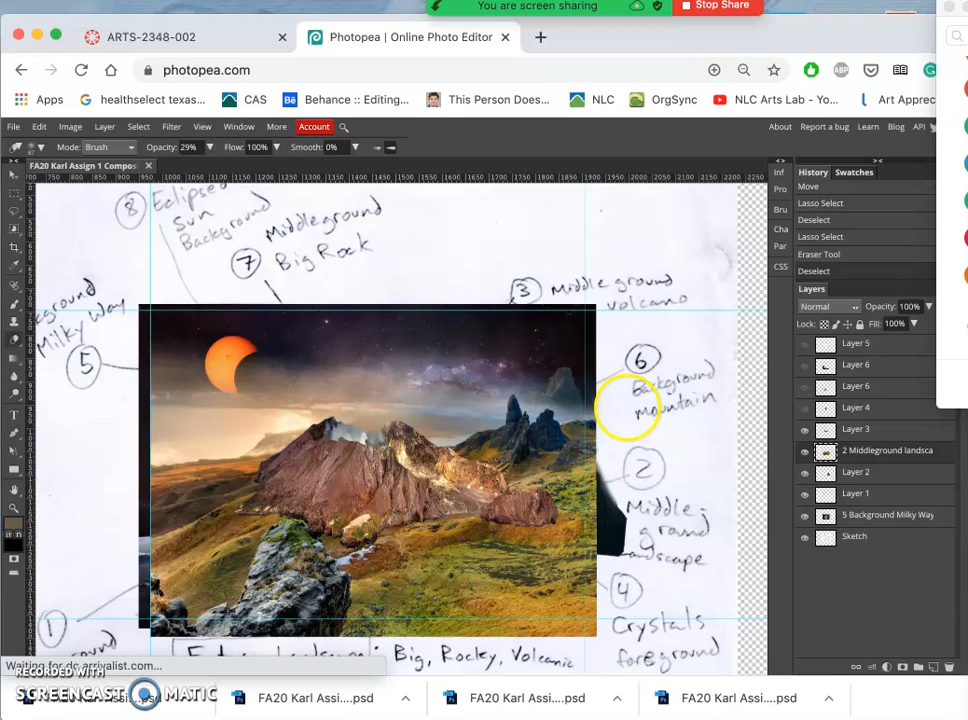 You are screen sharing
Stop Share
ARTS-2348-002
Photopea | Online Photo Editor
photopea.com
Apps
healthselect texas...
CAS
Behance :: Editing...
This Person Does...
NLC
OrgSync
NLC Arts Lab - Yo...
Art Apprec
File Edit Image Layer Select Filter View Window More Account
About Report a bug Learn Blog API
Mode: Brush Opacity: 29% Flow: 100% Smooth: 0%
FA20 Karl Assign 1 Compos
Inf
Pro
Bru
Cha
Par
CSS
History Swatches
Move
Lasso Select
Deselect
Lasso Select
Eraser Tool
Deselect
Layers
Normal Opacity: 100%
Lock: Fill: 100%
Layer 5
Layer 6
Layer 6
Layer 4
Layer 3
2 Middleground landsca
Layer 2
Layer 1
5 Background Milky Way
Sketch
8 Eclipsed
Sun
Background
7 Middleground
Big Rock
3 Middle ground
volcano
Milky Way
5
6
Background
mountain
2
Middle-
ground
4
Crystals
foreground
1
Big, Rocky, Volcanic
Waiting for dc.arrivalist.com...
RECORDED WITH
SCREENCAST MATIC
FA20 Karl Assi....psd
FA20 Karl Assi....psd
FA20 Karl Assi....psd